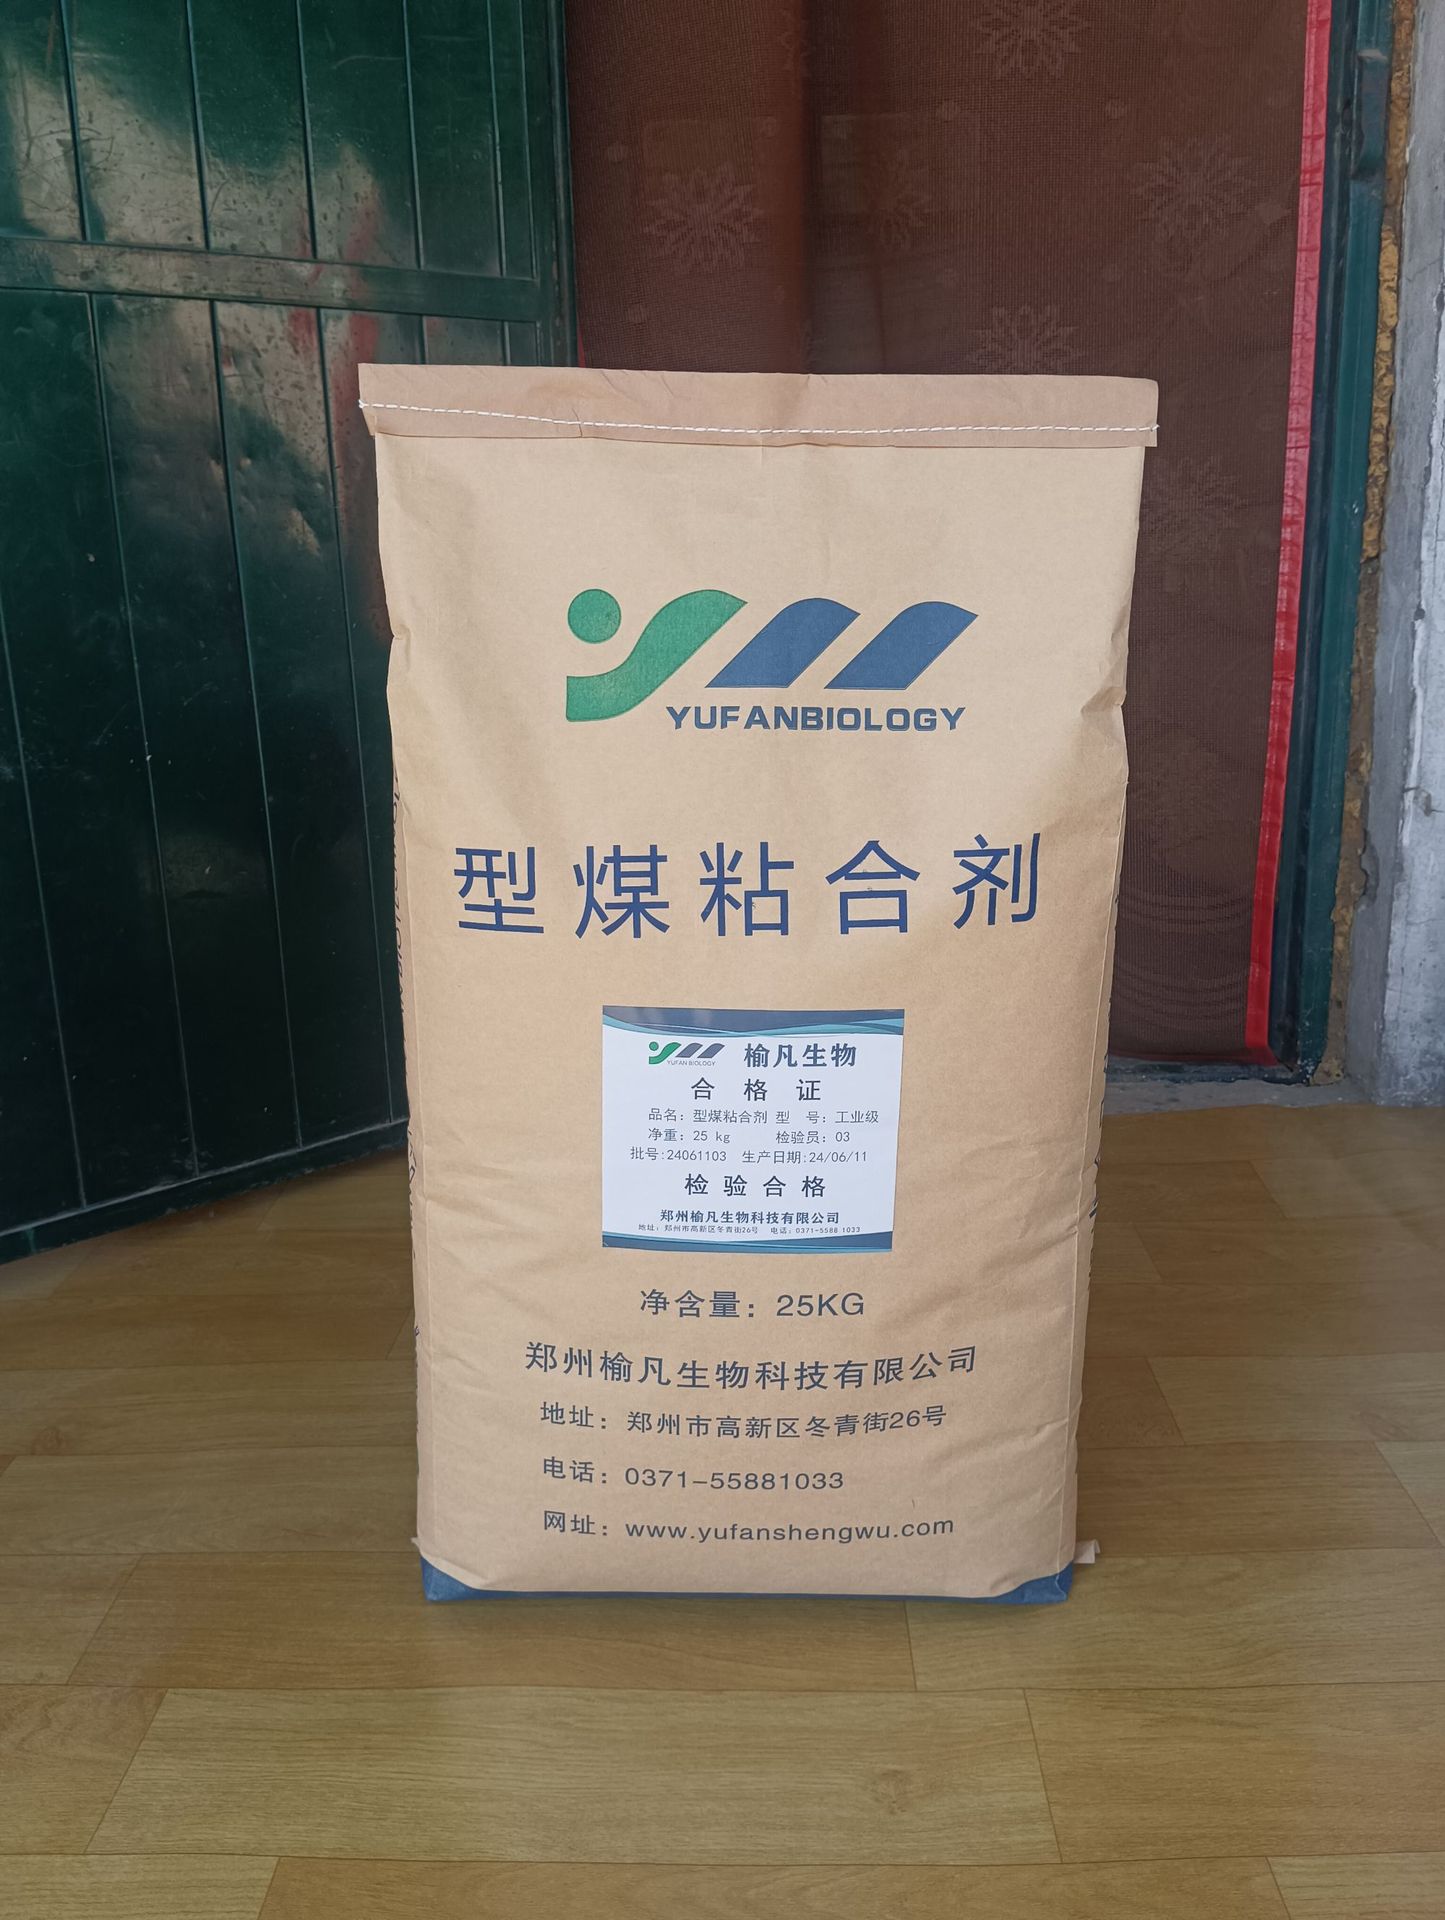 YUFANBIOLOGY
型煤粘合剂
YUFAN BIOLOGY
榆凡生物
合格证
品名：型煤粘合剂 型 号：工业级
净重：25 kg 检验员：03
批号:24061103 生产日期:24/06/11
检验合格
郑州榆凡生物科技有限公司
地址：郑州市高新区冬青街26号 电话：0371-5588 1033
净含量：25KG
郑州榆凡生物科技有限公司
地址：郑州市高新区冬青街26号
电话：0371-55881033
网址：www.yufanshengwu.com